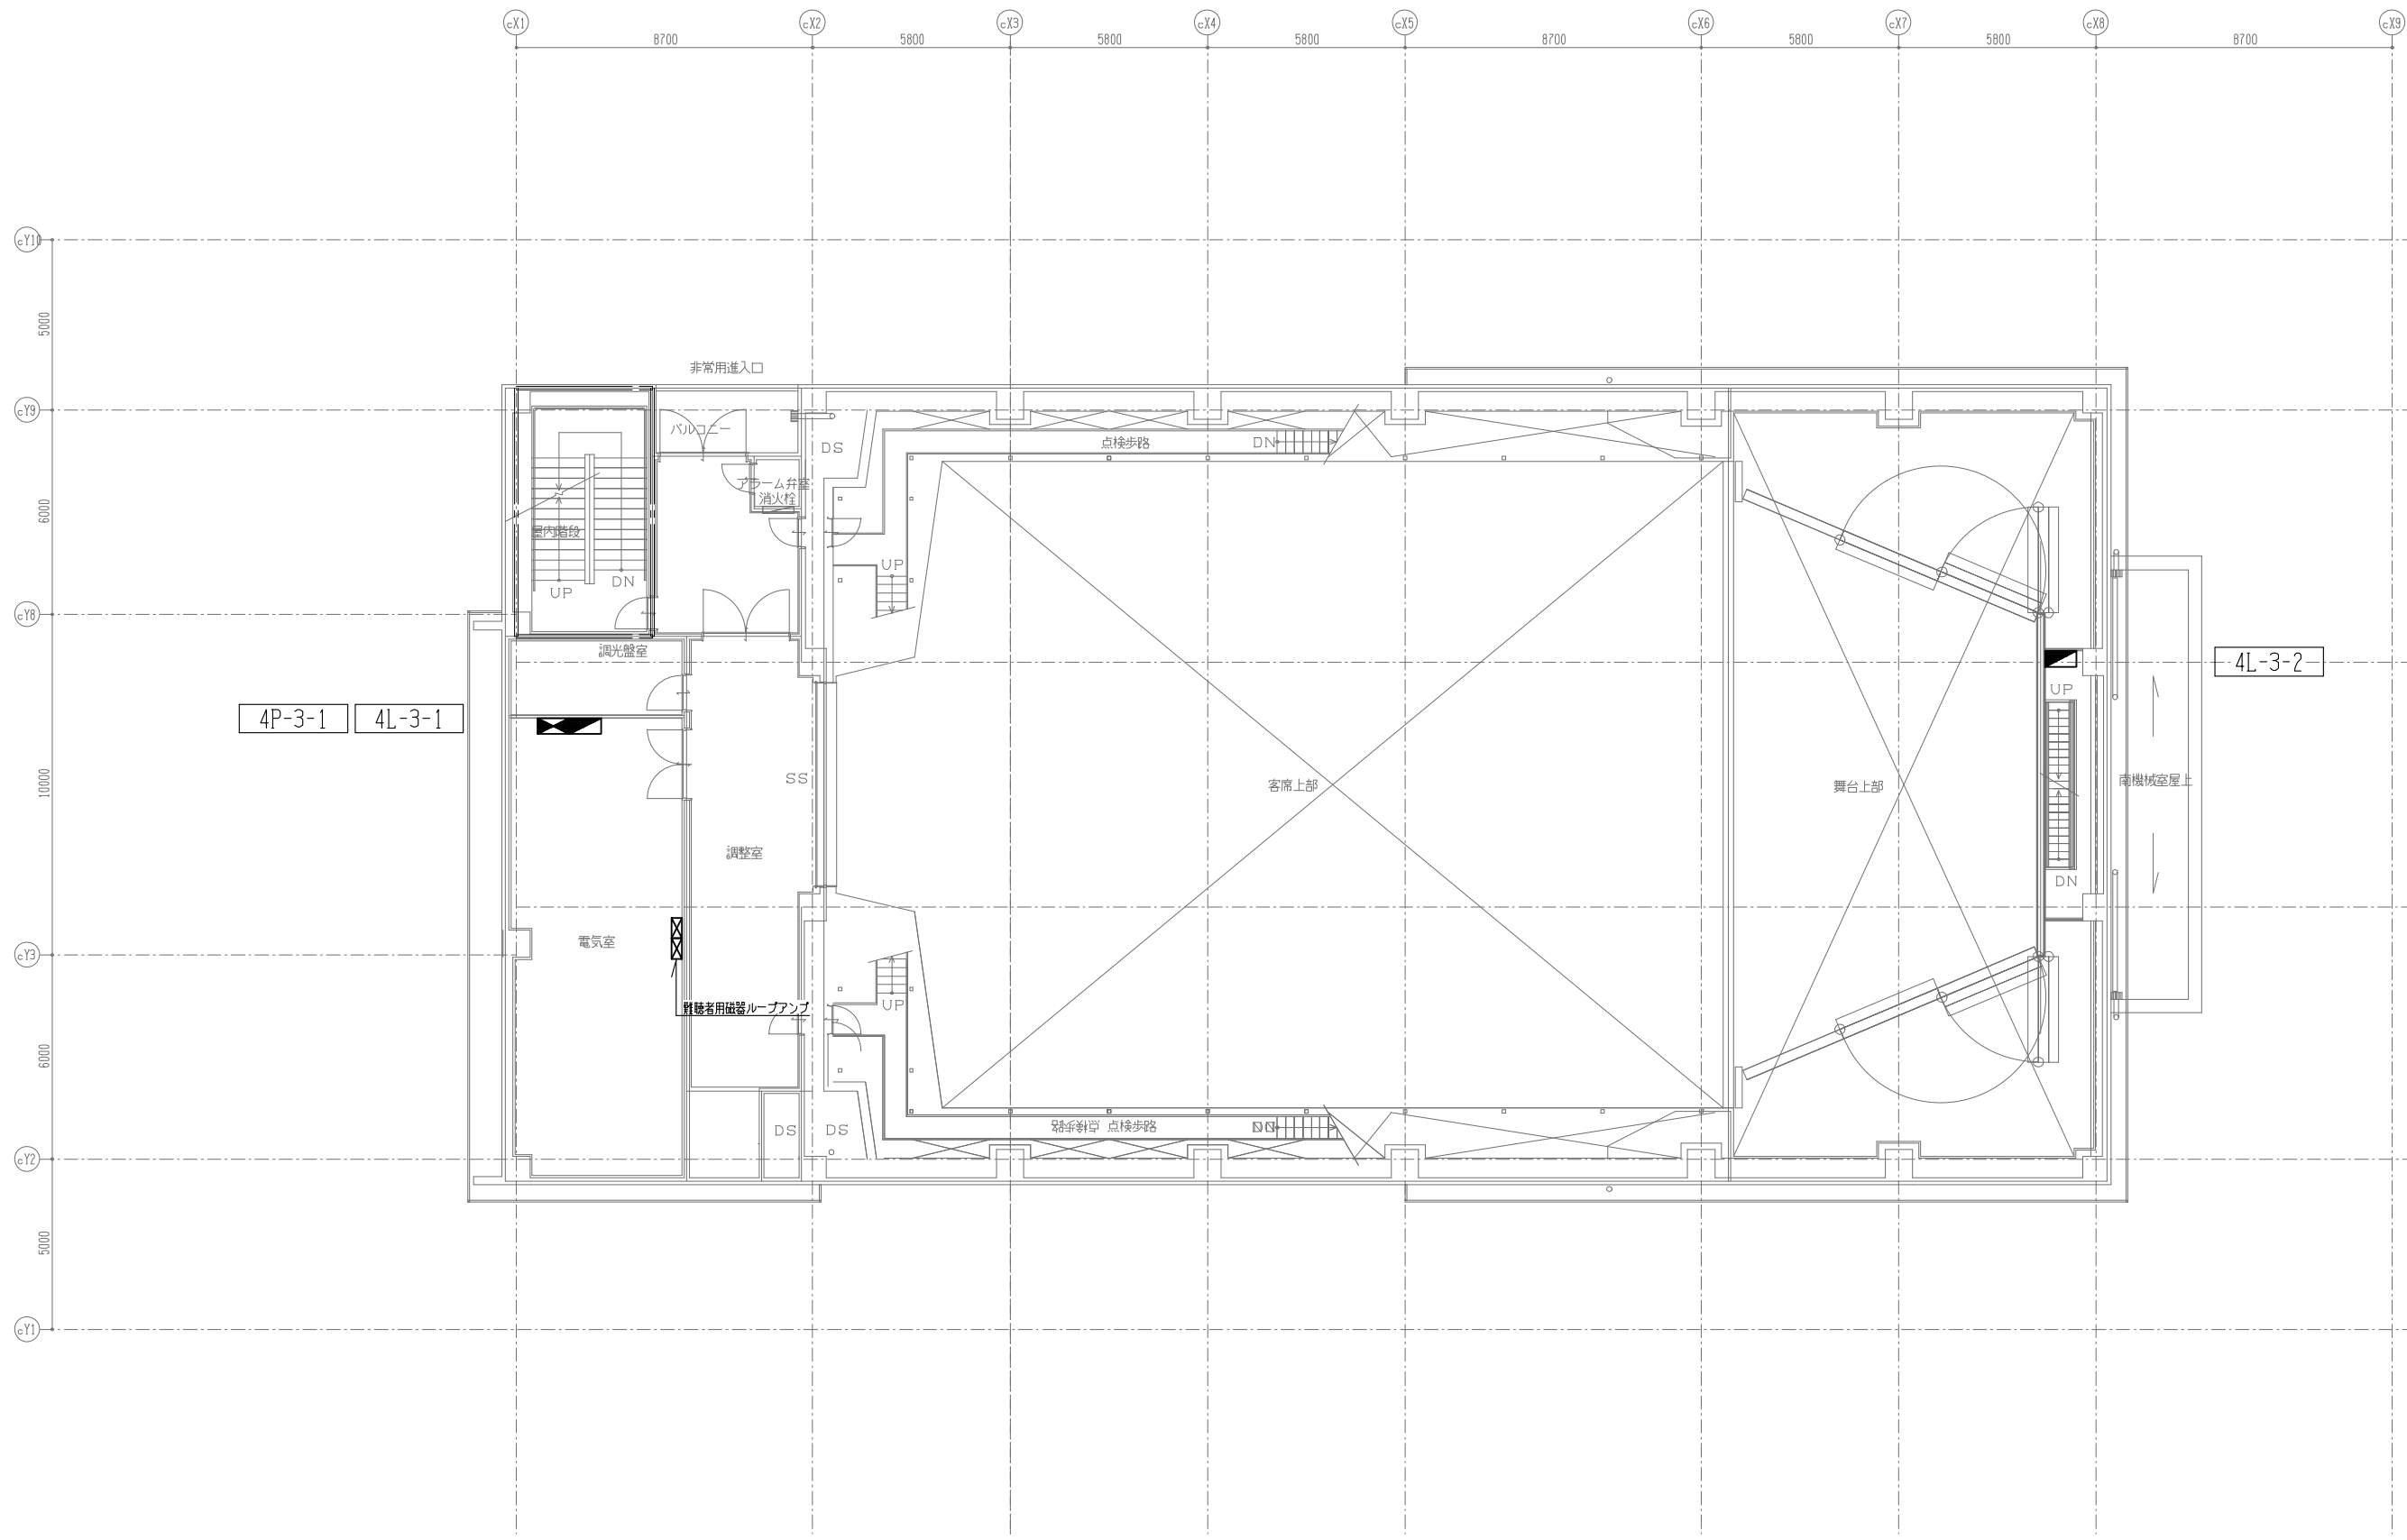 cX1 cX2 cX3 cX4 cX5 cX6 cX7 cX8 cX9
8700 5800 5800 5800 8700 5800 5800 8700
cY10
5000
非常用進入口
cY9
バルコニー
DS
点検歩路
DN
アラーム弁室
消火栓
6000
屋内階段
UP
DN
UP
cY8
調光盤室
4L-3-2
UP
4P-3-1
4L-3-1
10000
SS
客席上部
舞台上部
南機械室屋上
調整室
DN
電気室
cY3
UP
難聴者用磁器ループアンプ
6000
DS
DS
点検歩路
点検歩路
DN
cY2
5000
cY1